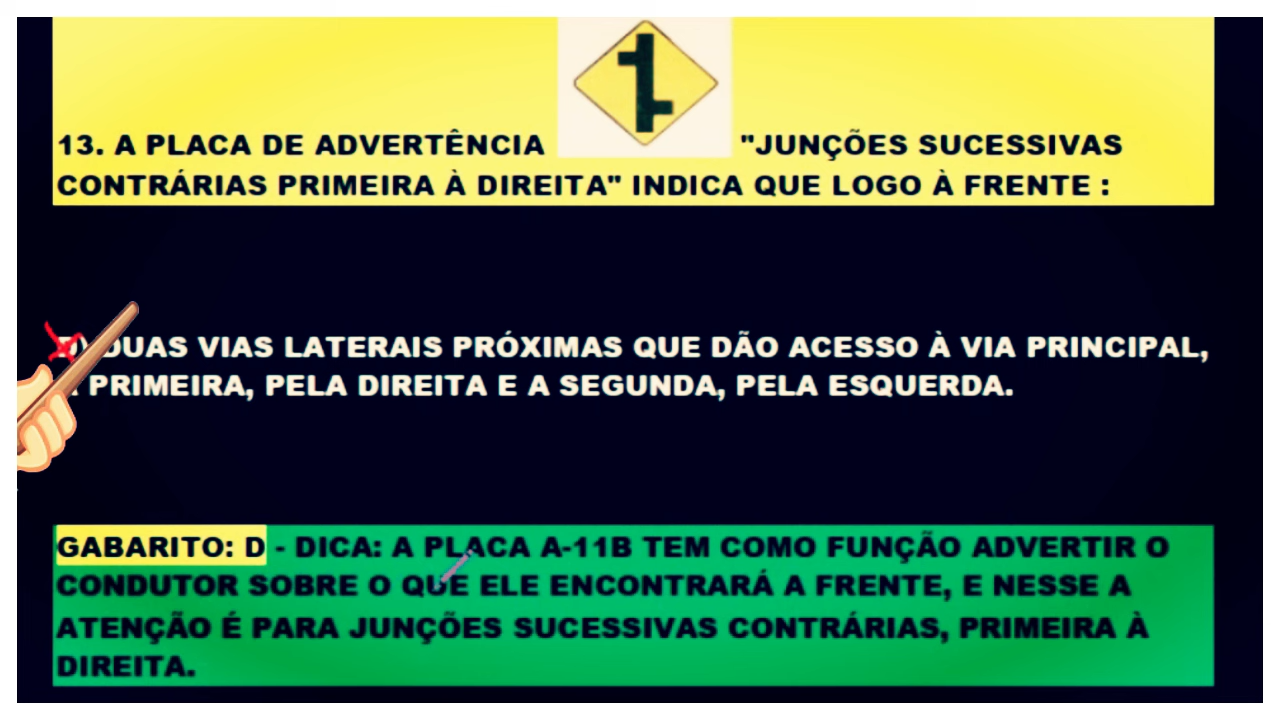 13. A PLACA DE ADVERTÊNCIA "JUNÇÕES SUCESSIVAS
CONTRÁRIAS PRIMEIRA À DIREITA" INDICA QUE LOGO À FRENTE :
D) DUAS VIAS LATERAIS PRÓXIMAS QUE DÃO ACESSO À VIA PRINCIPAL,
PRIMEIRA, PELA DIREITA E A SEGUNDA, PELA ESQUERDA.
GABARITO: D - DICA: A PLACA A-11B TEM COMO FUNÇÃO ADVERTIR O
CONDUTOR SOBRE O QUE ELE ENCONTRARÁ A FRENTE, E NESSE A
ATENÇÃO É PARA JUNÇÕES SUCESSIVAS CONTRÁRIAS, PRIMEIRA À
DIREITA.